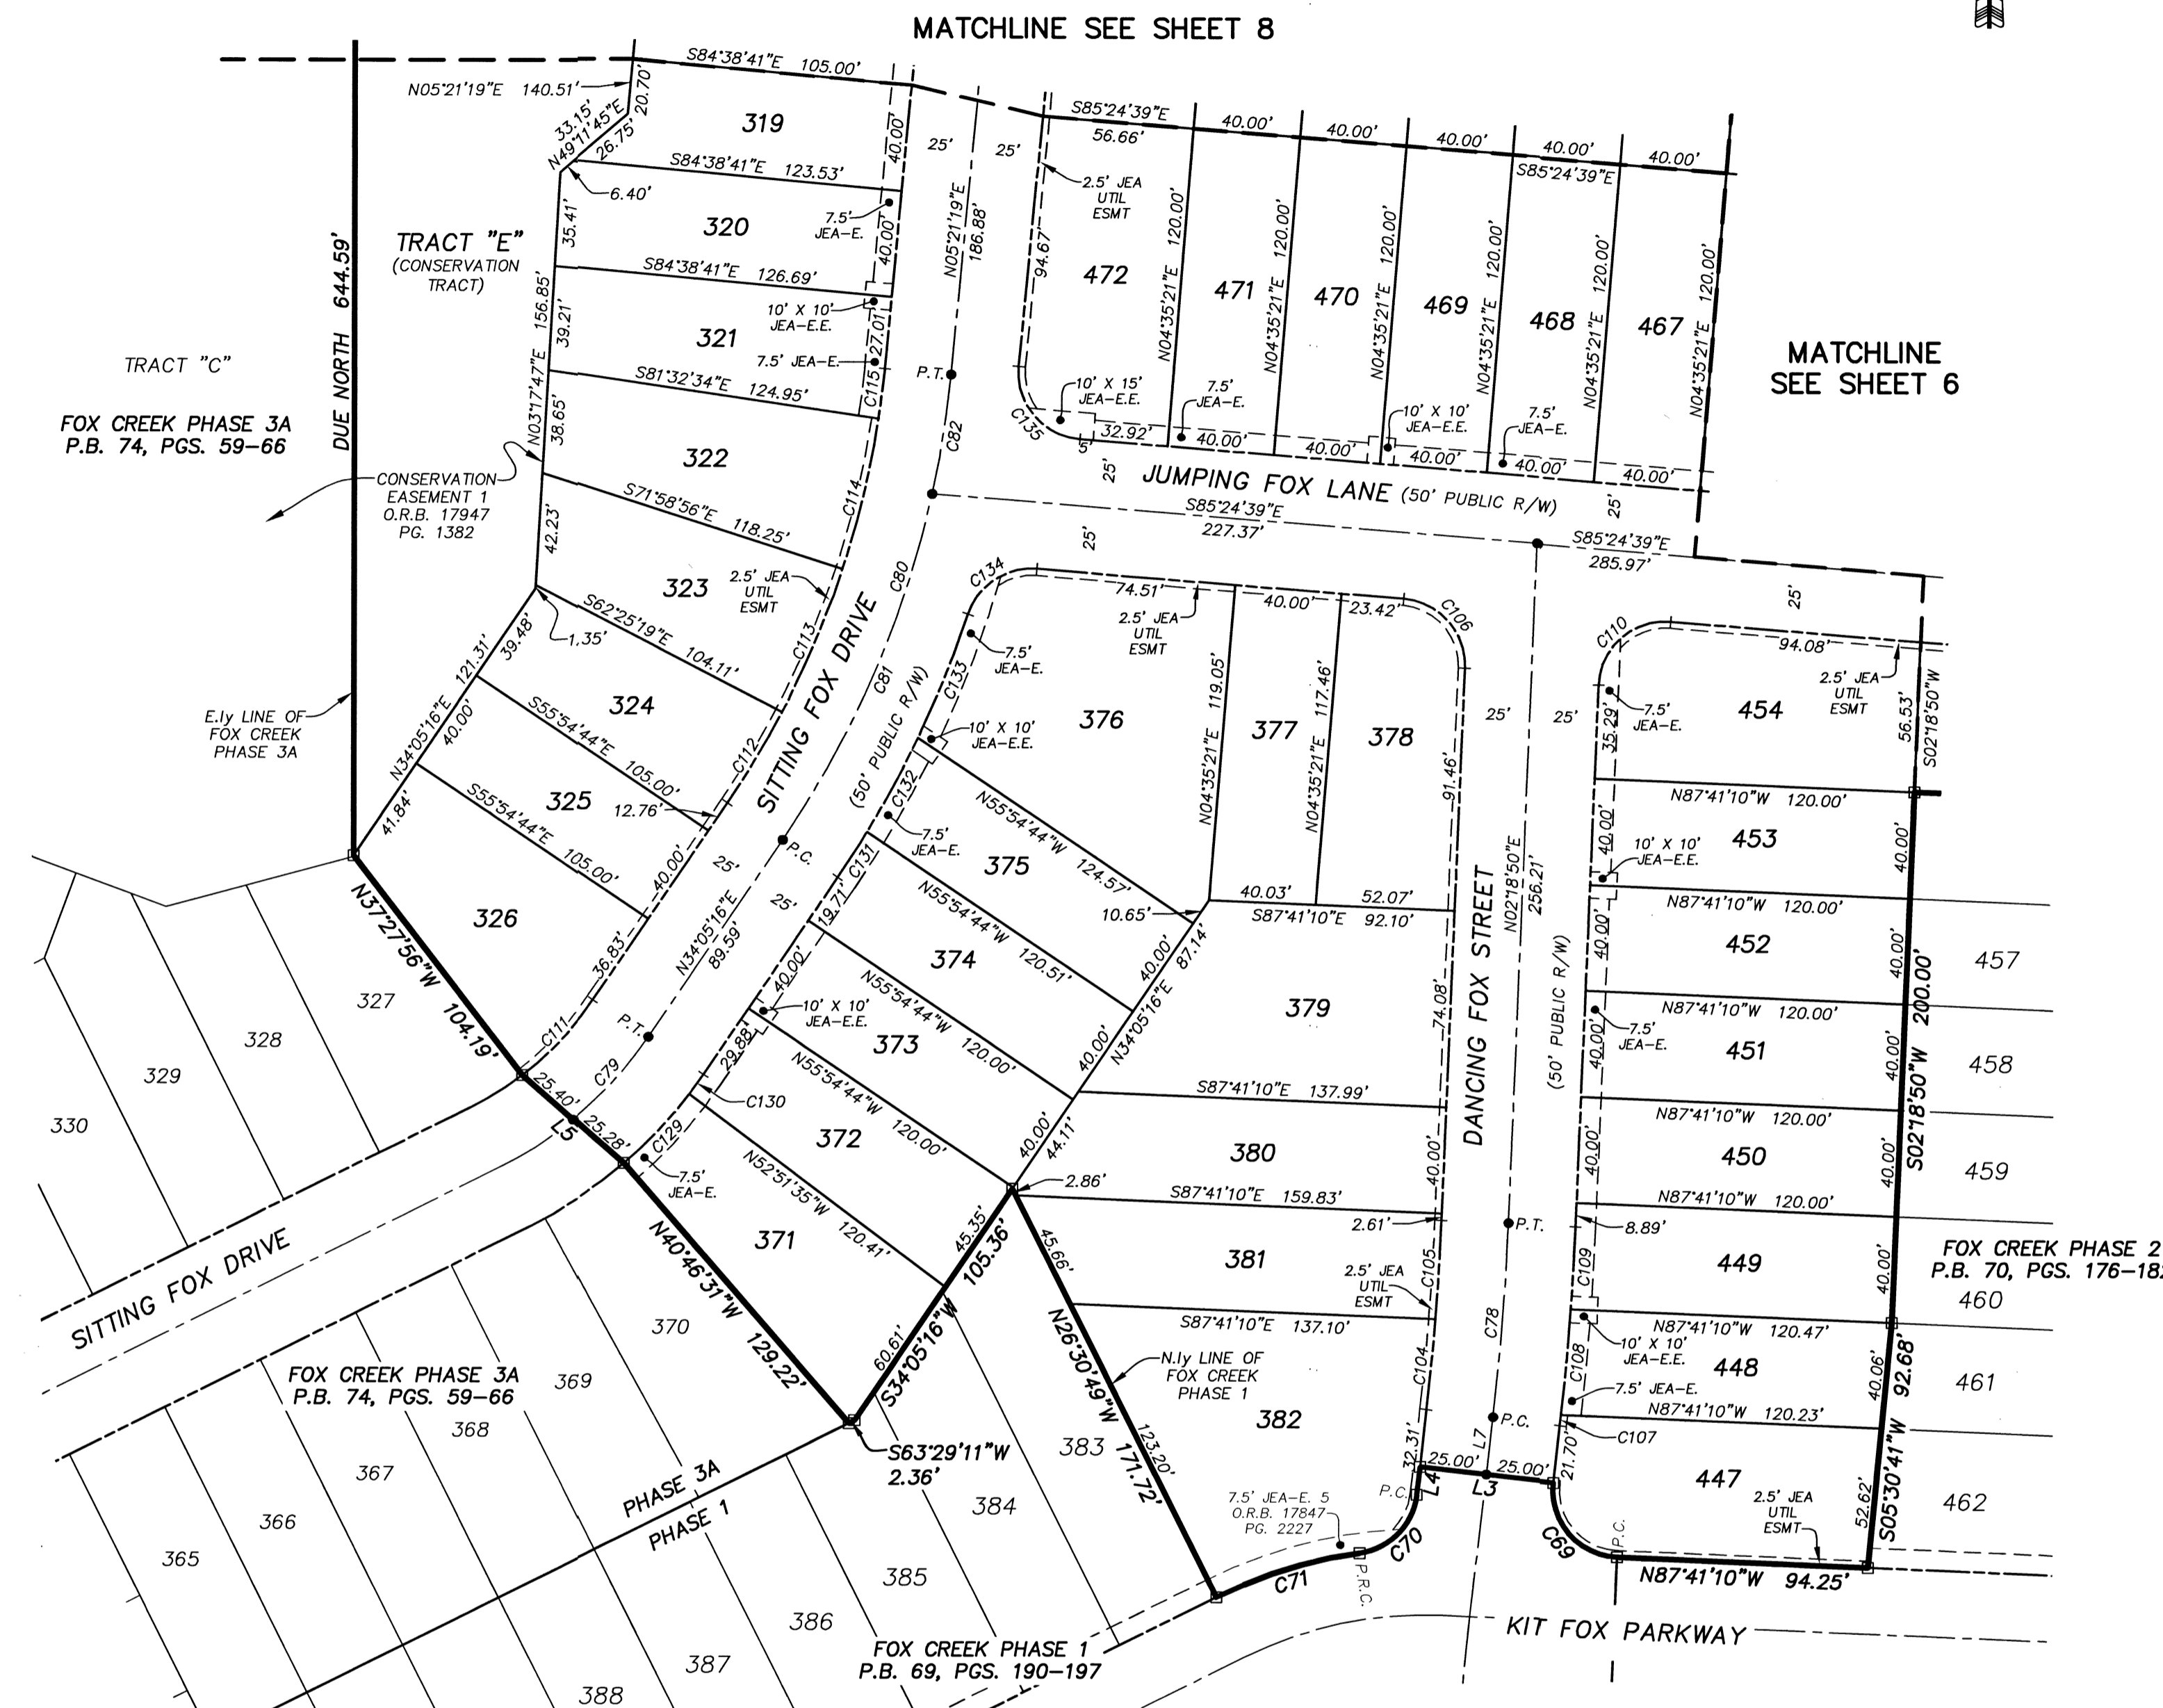 MATCHLINE SEE SHEET 8
S84°38'41"E 105.00'
N05°21'19"E 140.51'
20.70'
33.15'
N49°11'45"E
26.75'
319
40.00'
S84°38'41"E 123.53'
6.40'
35.41'
320
7.5'
JEA-E.
40.00'
TRACT "E"
(CONSERVATION
TRACT)
DUE NORTH 644.59'
S84°38'41"E 126.69'
10' X 10'
JEA-E.E.
N03°17'47"E 156.85'
39.21'
321
27.01'
7.5' JEA-E.
C115
TRACT "C"
FOX CREEK PHASE 3A
P.B. 74, PGS. 59-66
S81°32'34"E
124.95'
38.65'
322
CONSERVATION
EASEMENT 1
O.R.B. 17947
PG. 1382
S71°58'56"E 118.25'
C114
42.23'
323
2.5' JEA
UTIL
ESMT
S62°25'19"E
104.11'
1.35'
C113
N34°05'16"E 121.31'
39.48'
324
40.00'
S55°54'44"E
105.00'
C112
E.ly LINE OF
FOX CREEK
PHASE 3A
325
12.76'
41.84'
S55°54'44"E
105.00'
40.00'
326
36.83'
C111
N37°27'56"W 104.19'
327
328
329
330
25'
25'
N05°21'19"E
186.88'
P.T.
C82
C80
C81
SITTING FOX DRIVE
(50' PUBLIC R/W)
P.C.
25'
25'
N34°05'16"E
89.59'
P.T.
C79
25.40'
L5
25.28'
S85°24'39"E
56.66'
40.00'
40.00'
40.00'
40.00'
40.00'
S85°24'39"E
2.5' JEA
UTIL
ESMT
94.67'
472
N04°35'21"E 120.00'
471
N04°35'21"E 120.00'
470
N04°35'21"E 120.00'
469
N04°35'21"E 120.00'
468
N04°35'21"E 120.00'
467
N04°35'21"E 120.00'
MATCHLINE
SEE SHEET 6
10' X 15'
JEA-E.E.
7.5'
JEA-E.
10' X 10'
JEA-E.E.
7.5'
JEA-E.
C135
5'
32.92'
40.00'
40.00'
40.00'
40.00'
40.00'
25'
JUMPING FOX LANE (50' PUBLIC R/W)
25'
S85°24'39"E
227.37'
S85°24'39"E
285.97'
25'
25'
C134
74.51'
40.00'
23.42'
C106
2.5' JEA
UTIL
ESMT
7.5'
JEA-E.
C133
10' X 10'
JEA-E.E.
376
N04°35'21"E 119.05'
377
N04°35'21"E 117.46'
378
91.46'
C132
7.5'
JEA-E.
N55°54'44"W 124.57'
375
C131
10.65'
40.03'
52.07'
S87°41'10"E 92.10'
19.71'
N55°54'44"W 120.51'
374
40.00'
87.14'
40.00'
10' X 10'
JEA-E.E.
N55°54'44"W 120.00'
373
29.88'
40.00'
N34°05'16"E
379
74.08'
C130
N55°54'44"W 120.00'
372
40.00'
44.11'
S87°41'10"E 137.99'
C129
7.5'
JEA-E.
N52°51'35"W 120.41'
371
45.35'
S34°05'16"W 105.36'
60.61'
N40°46'31"W 129.22'
380
40.00'
2.86'
S87°41'10"E 159.83'
2.61'
45.66'
381
C105
2.5' JEA
UTIL
ESMT
S87°41'10"E 137.10'
N.ly LINE OF
FOX CREEK
PHASE 1
N26°30'49"W 171.72'
123.20'
382
C104
32.31'
S63°29'11"W
2.36'
25'
25'
DANCING FOX STREET
N02°18'50"E
256.21'
(50' PUBLIC R/W)
P.T.
C78
P.C.
L7
25.00'
25.00'
L3
L4
P.C.
C70
P.R.C.
C71
7.5' JEA-E. 5
O.R.B. 17847
PG. 2227
C110
94.08'
2.5' JEA
UTIL
ESMT
7.5'
JEA-E.
35.29'
454
56.53'
S02°18'50"W
N87°41'10"W 120.00'
40.00'
10' X 10'
JEA-E.E.
453
40.00'
N87°41'10"W 120.00'
40.00'
452
40.00'
457
N87°41'10"W 120.00'
7.5'
JEA-E.
40.00'
451
40.00'
458
S02°18'50"W 200.00'
N87°41'10"W 120.00'
40.00'
450
40.00'
459
N87°41'10"W 120.00'
8.89'
C109
449
40.00'
FOX CREEK PHASE 2
P.B. 70, PGS. 176-182
460
N87°41'10"W 120.47'
10' X 10'
JEA-E.E.
C108
448
40.06'
461
7.5' JEA-E.
N87°41'10"W 120.23'
C107
21.70'
447
52.62'
S05°30'41"W 92.68'
462
2.5' JEA
UTIL
ESMT
C69
P.C.
N87°41'10"W 94.25'
KIT FOX PARKWAY
SITTING FOX DRIVE
FOX CREEK PHASE 3A
P.B. 74, PGS. 59-66
370
369
368
367
366
365
PHASE 3A
PHASE 1
383
384
385
386
387
388
FOX CREEK PHASE 1
P.B. 69, PGS. 190-197